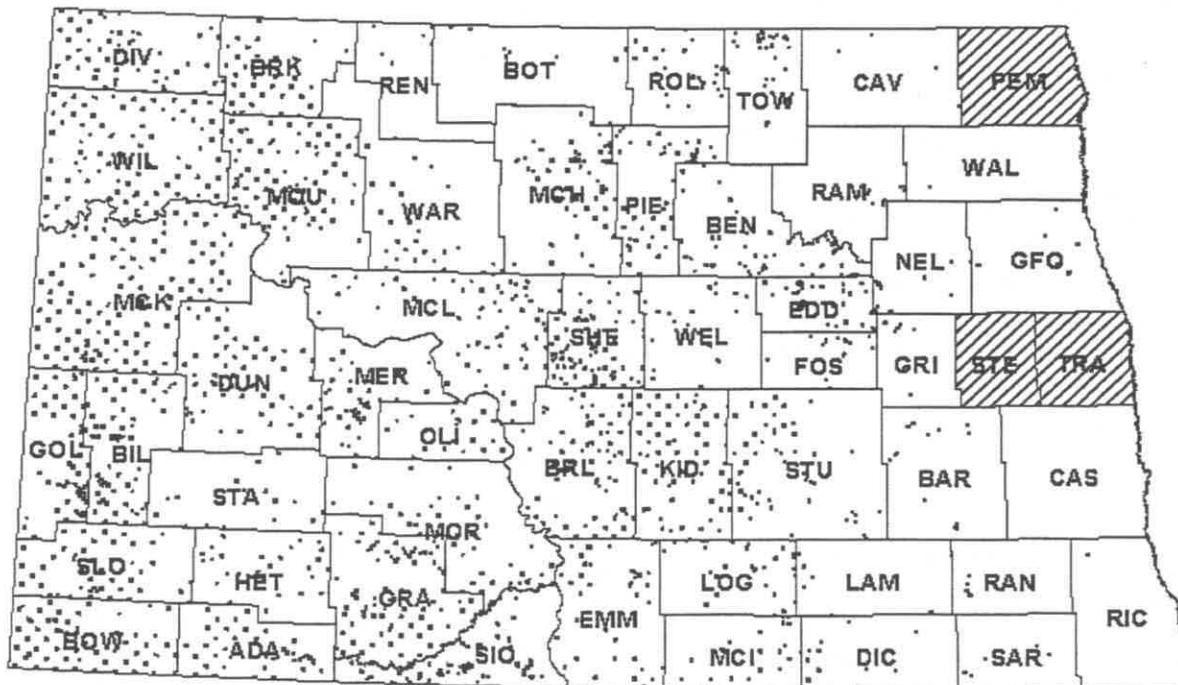 DIV BRK REN BOT ROL TOW CAV PEM
WIL MOU WAR MCH PIE BEN RAM WAL
NEL GFO
MCK MCL SHE WEL EDD
DUN MER FOS GRI STE TRA
GOL BIL OLI BRL KID STU BAR CAS
STA MOR
SLO HET GRA EMM LOG LAM RAN RIC
BOW ADA SIO MCI DIC SAR